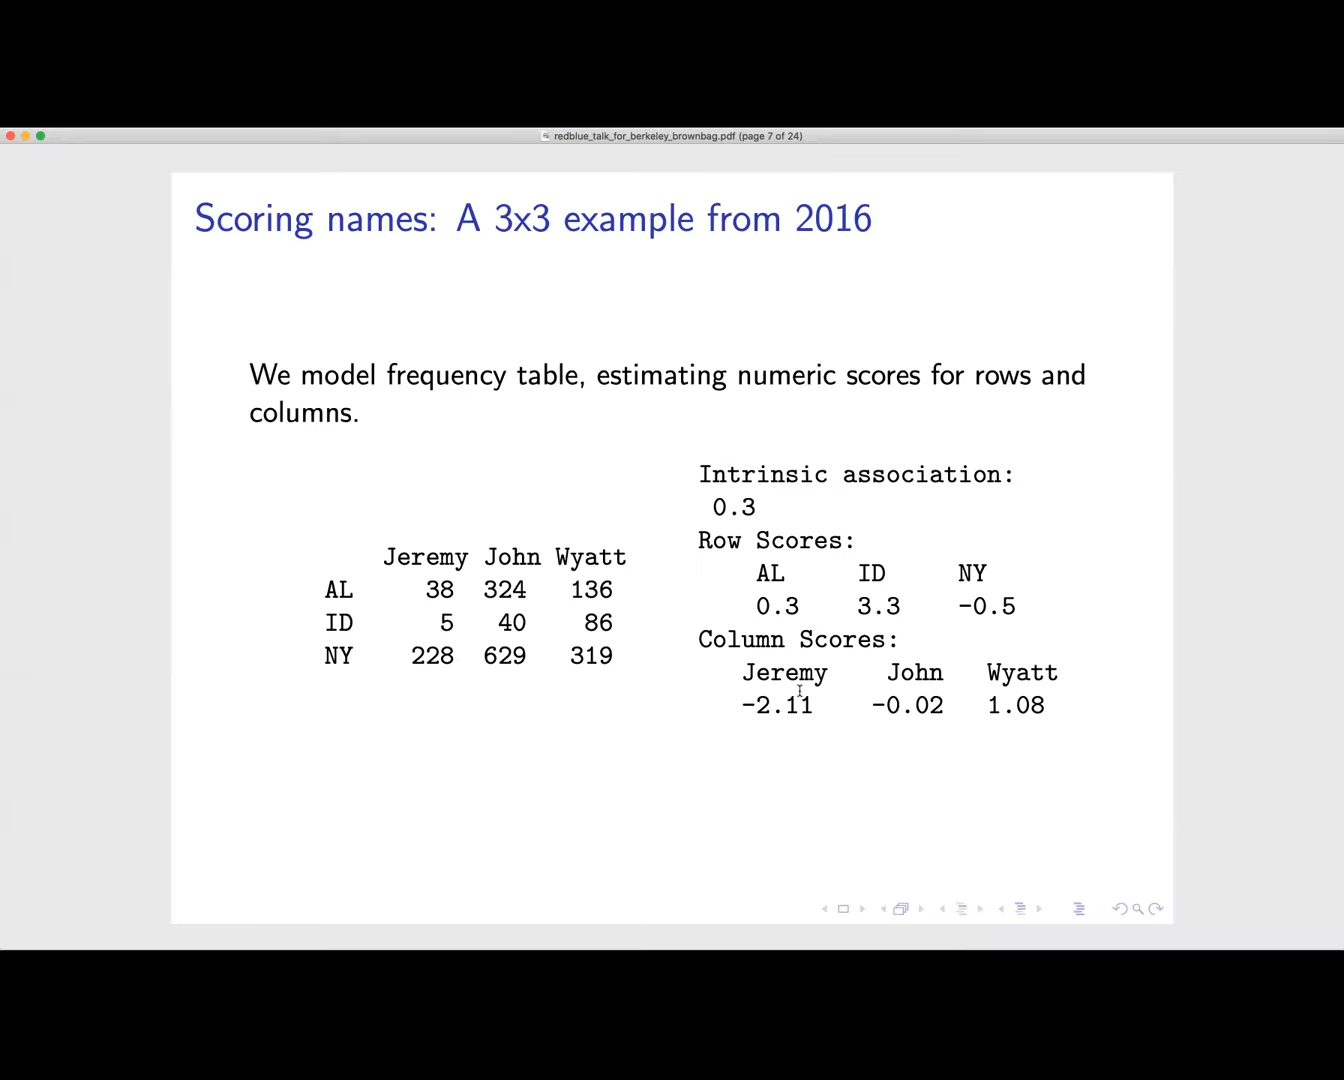 redblue_talk_for_berkeley_brownbag.pdf (page 7 of 24)
Scoring names: A 3x3 example from 2016
We model frequency table, estimating numeric scores for rows and
columns.
Jeremy John Wyatt
AL 38 324 136
ID 5 40 86
NY 228 629 319
Intrinsic association:
0.3
Row Scores:
AL ID NY
0.3 3.3 -0.5
Column Scores:
Jeremy John Wyatt
-2.11 -0.02 1.08